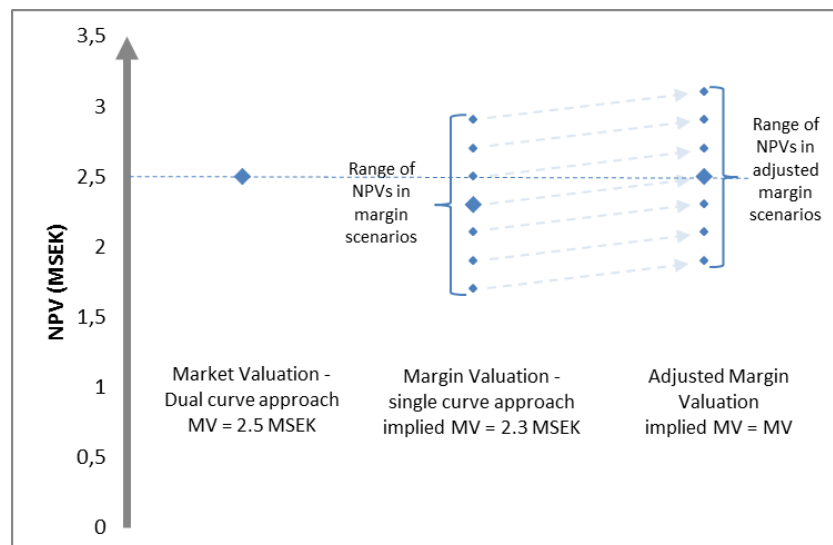 3,5
3
2,5
2
1,5
1
0,5
0
NPV (MSEK)
Market Valuation -
Dual curve approach
MV = 2.5 MSEK
Range of
NPVs in
margin
scenarios
Margin Valuation -
single curve approach
implied MV = 2.3 MSEK
Range of
NPVs in
adjusted
margin
scenarios
Adjusted Margin
Valuation
implied MV = MV